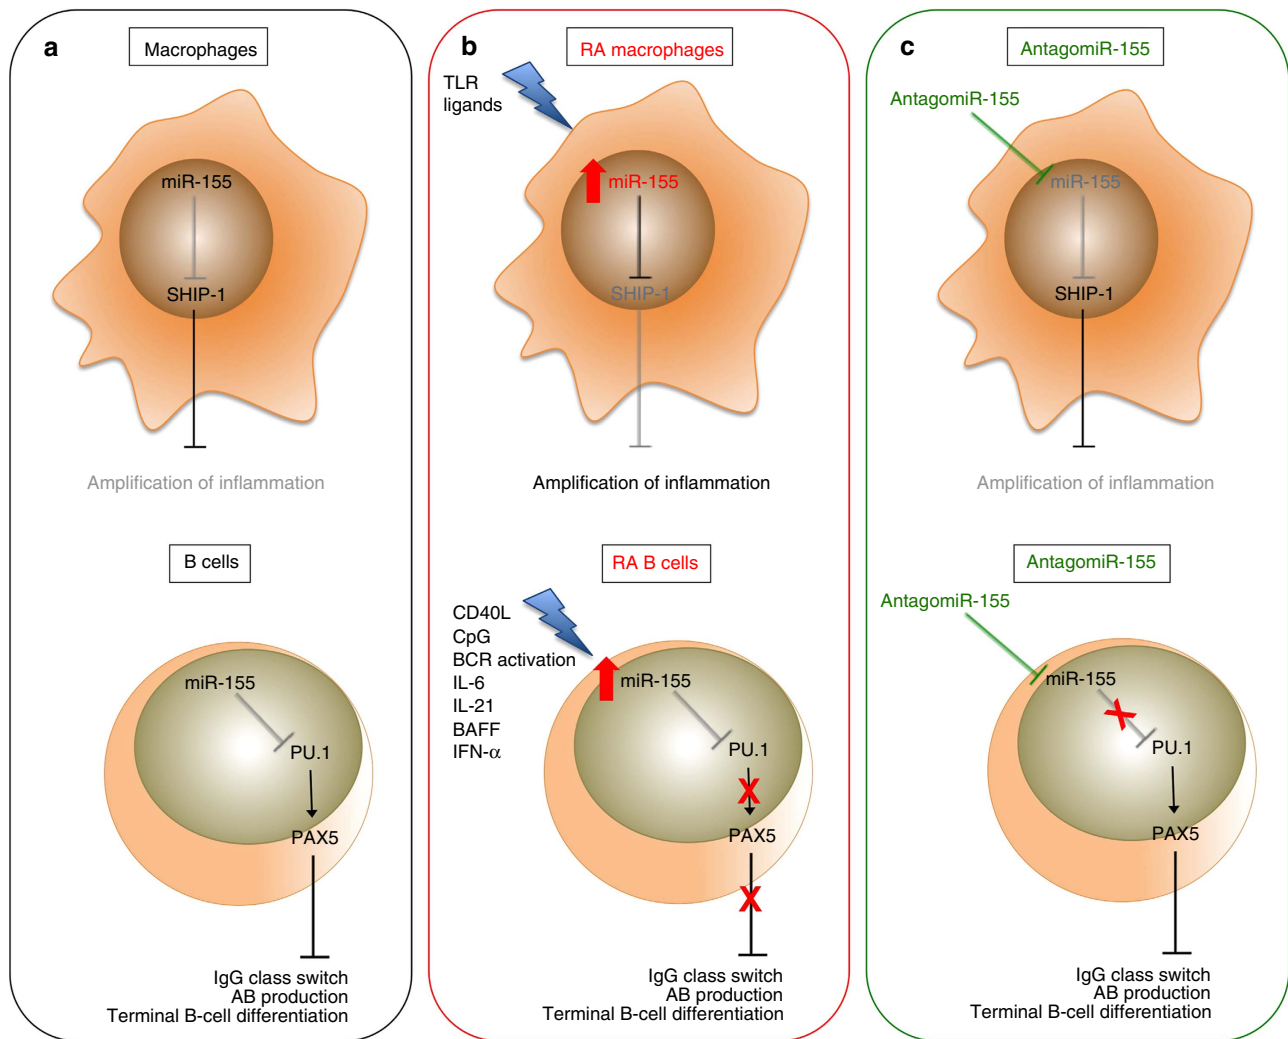 a
Macrophages
miR-155
SHIP-1
Amplification of inflammation
B cells
miR-155
PU.1
PAX5
IgG class switch
AB production
Terminal B-cell differentiation
b
RA macrophages
TLR
ligands
miR-155
SHIP-1
Amplification of inflammation
RA B cells
CD40L
CpG
BCR activation
IL-6
IL-21
BAFF
IFN-α
miR-155
PU.1
X
PAX5
X
IgG class switch
AB production
Terminal B-cell differentiation
c
AntagomiR-155
AntagomiR-155
miR-155
SHIP-1
Amplification of inflammation
AntagomiR-155
AntagomiR-155
miR-155
X
PU.1
PAX5
IgG class switch
AB production
Terminal B-cell differentiation